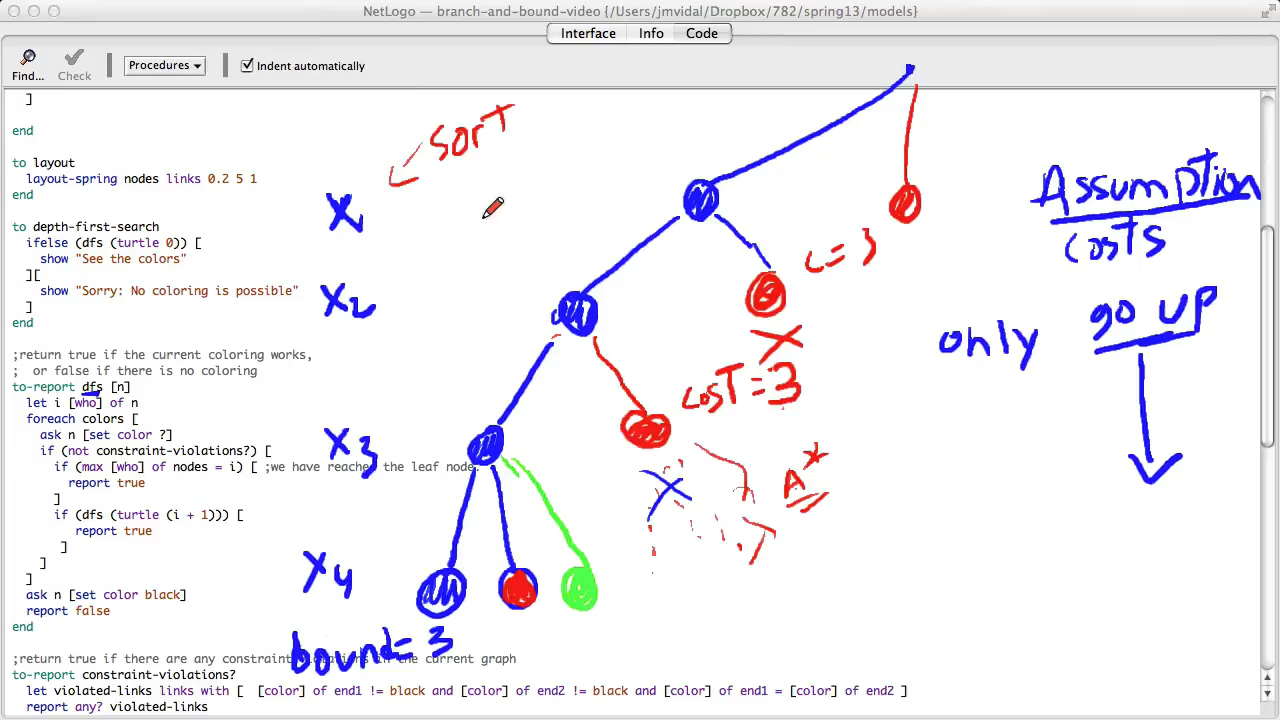 NetLogo — branch-and-bound-video {/Users/jmvidal/Dropbox/782/spring13/models}
Interface Info Code
Find... Check Procedures Indent automatically
]
end
to layout
layout-spring nodes links 0.2 5 1
end
to depth-first-search
ifelse (dfs (turtle 0)) [
show "See the colors"
][
show "Sorry: No coloring is possible"
]
end
;return true if the current coloring works,
; or false if there is no coloring
to-report dfs [n]
let i [who] of n
foreach colors [
ask n [set color ?]
if (not constraint-violations?) [
if (max [who] of nodes = i) [ ;we have reached the leaf node.
report true
]
if (dfs (turtle (i + 1))) [
report true
]
]
]
ask n [set color black]
report false
end
;return true if there are any constraint violations in the current graph
to-report constraint-violations?
let violated-links links with [ [color] of end1 != black and [color] of end2 != black and [color] of end1 = [color] of end2 ]
report any? violated-links
sort
x1
x2
x3
x4
bound=3
c=3
cost=3
A*
Assumption
costs
only go up